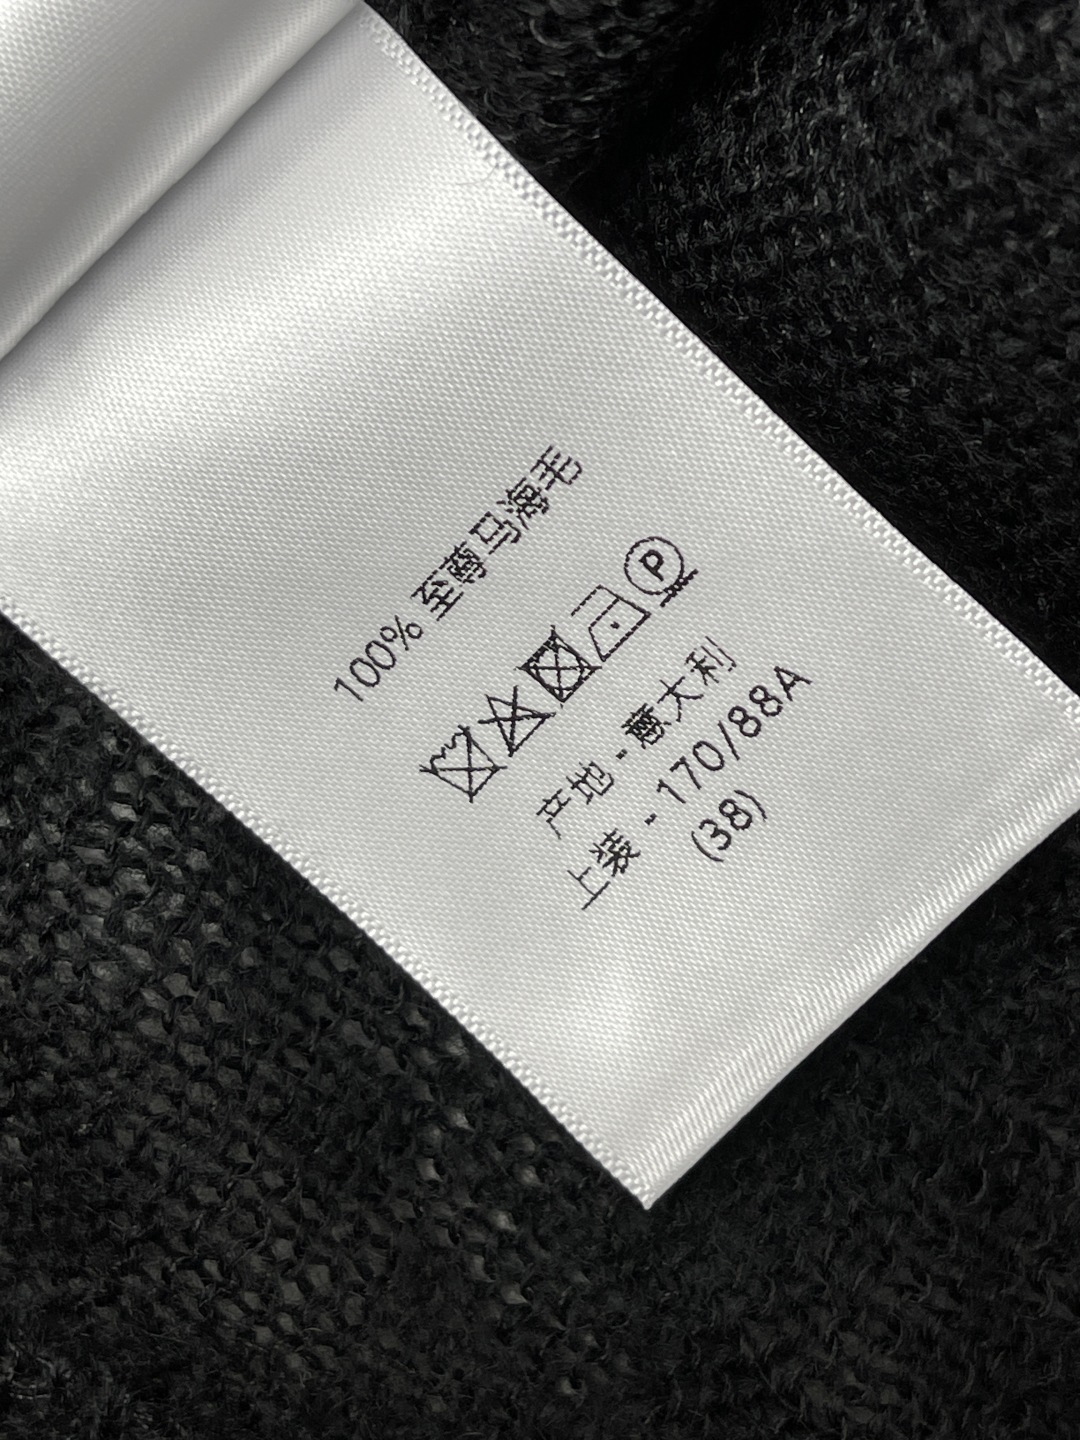 100% 至尊马海毛
P
产地 - 意大利
上装 - 170/88A
(38)